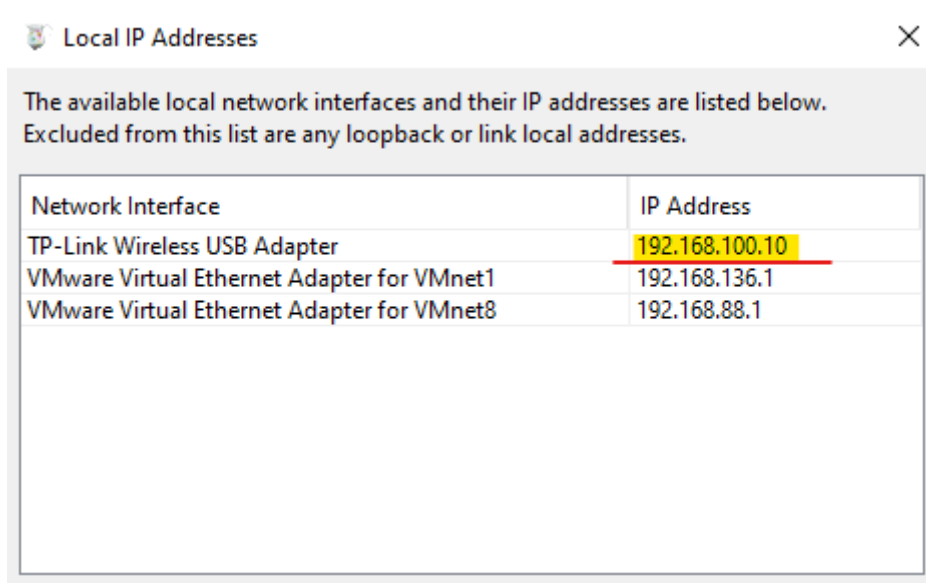 Local IP Addresses
The available local network interfaces and their IP addresses are listed below.
Excluded from this list are any loopback or link local addresses.
Network Interface IP Address
TP-Link Wireless USB Adapter 192.168.100.10
VMware Virtual Ethernet Adapter for VMnet1 192.168.136.1
VMware Virtual Ethernet Adapter for VMnet8 192.168.88.1